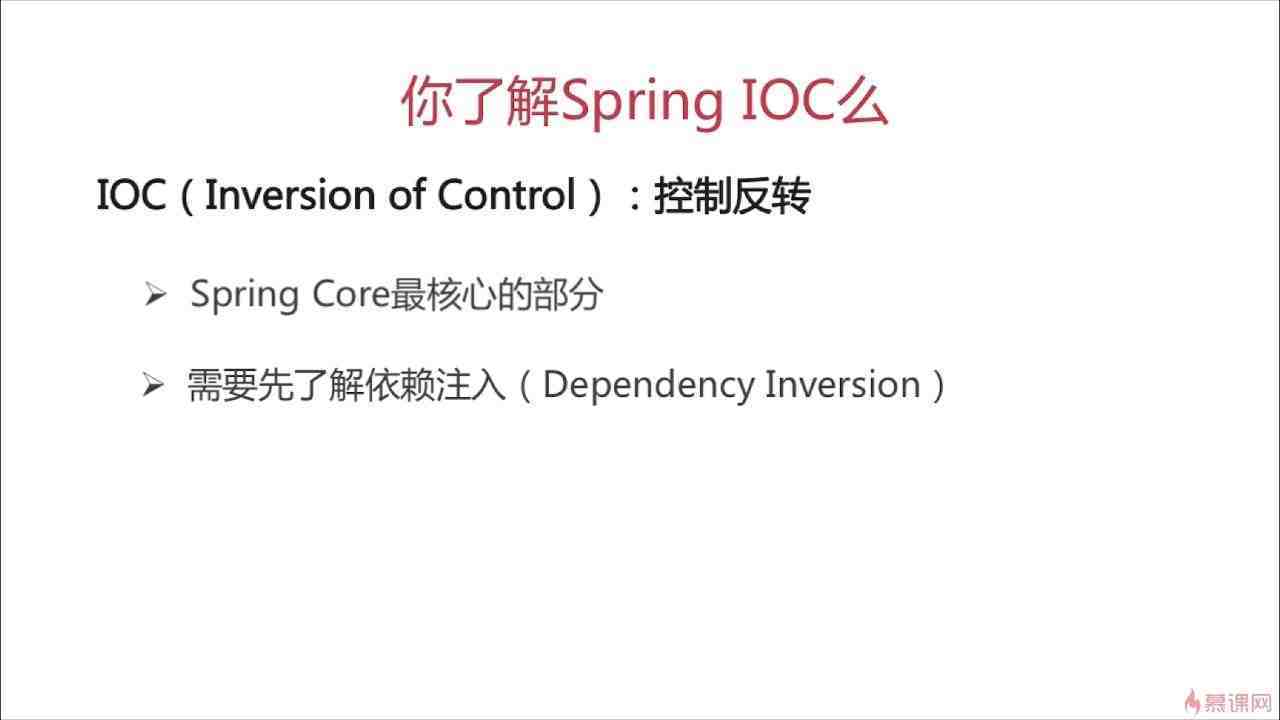 你了解Spring IOC么
IOC（Inversion of Control）：控制反转
Spring Core最核心的部分
需要先了解依赖注入（Dependency Inversion）
慕课网